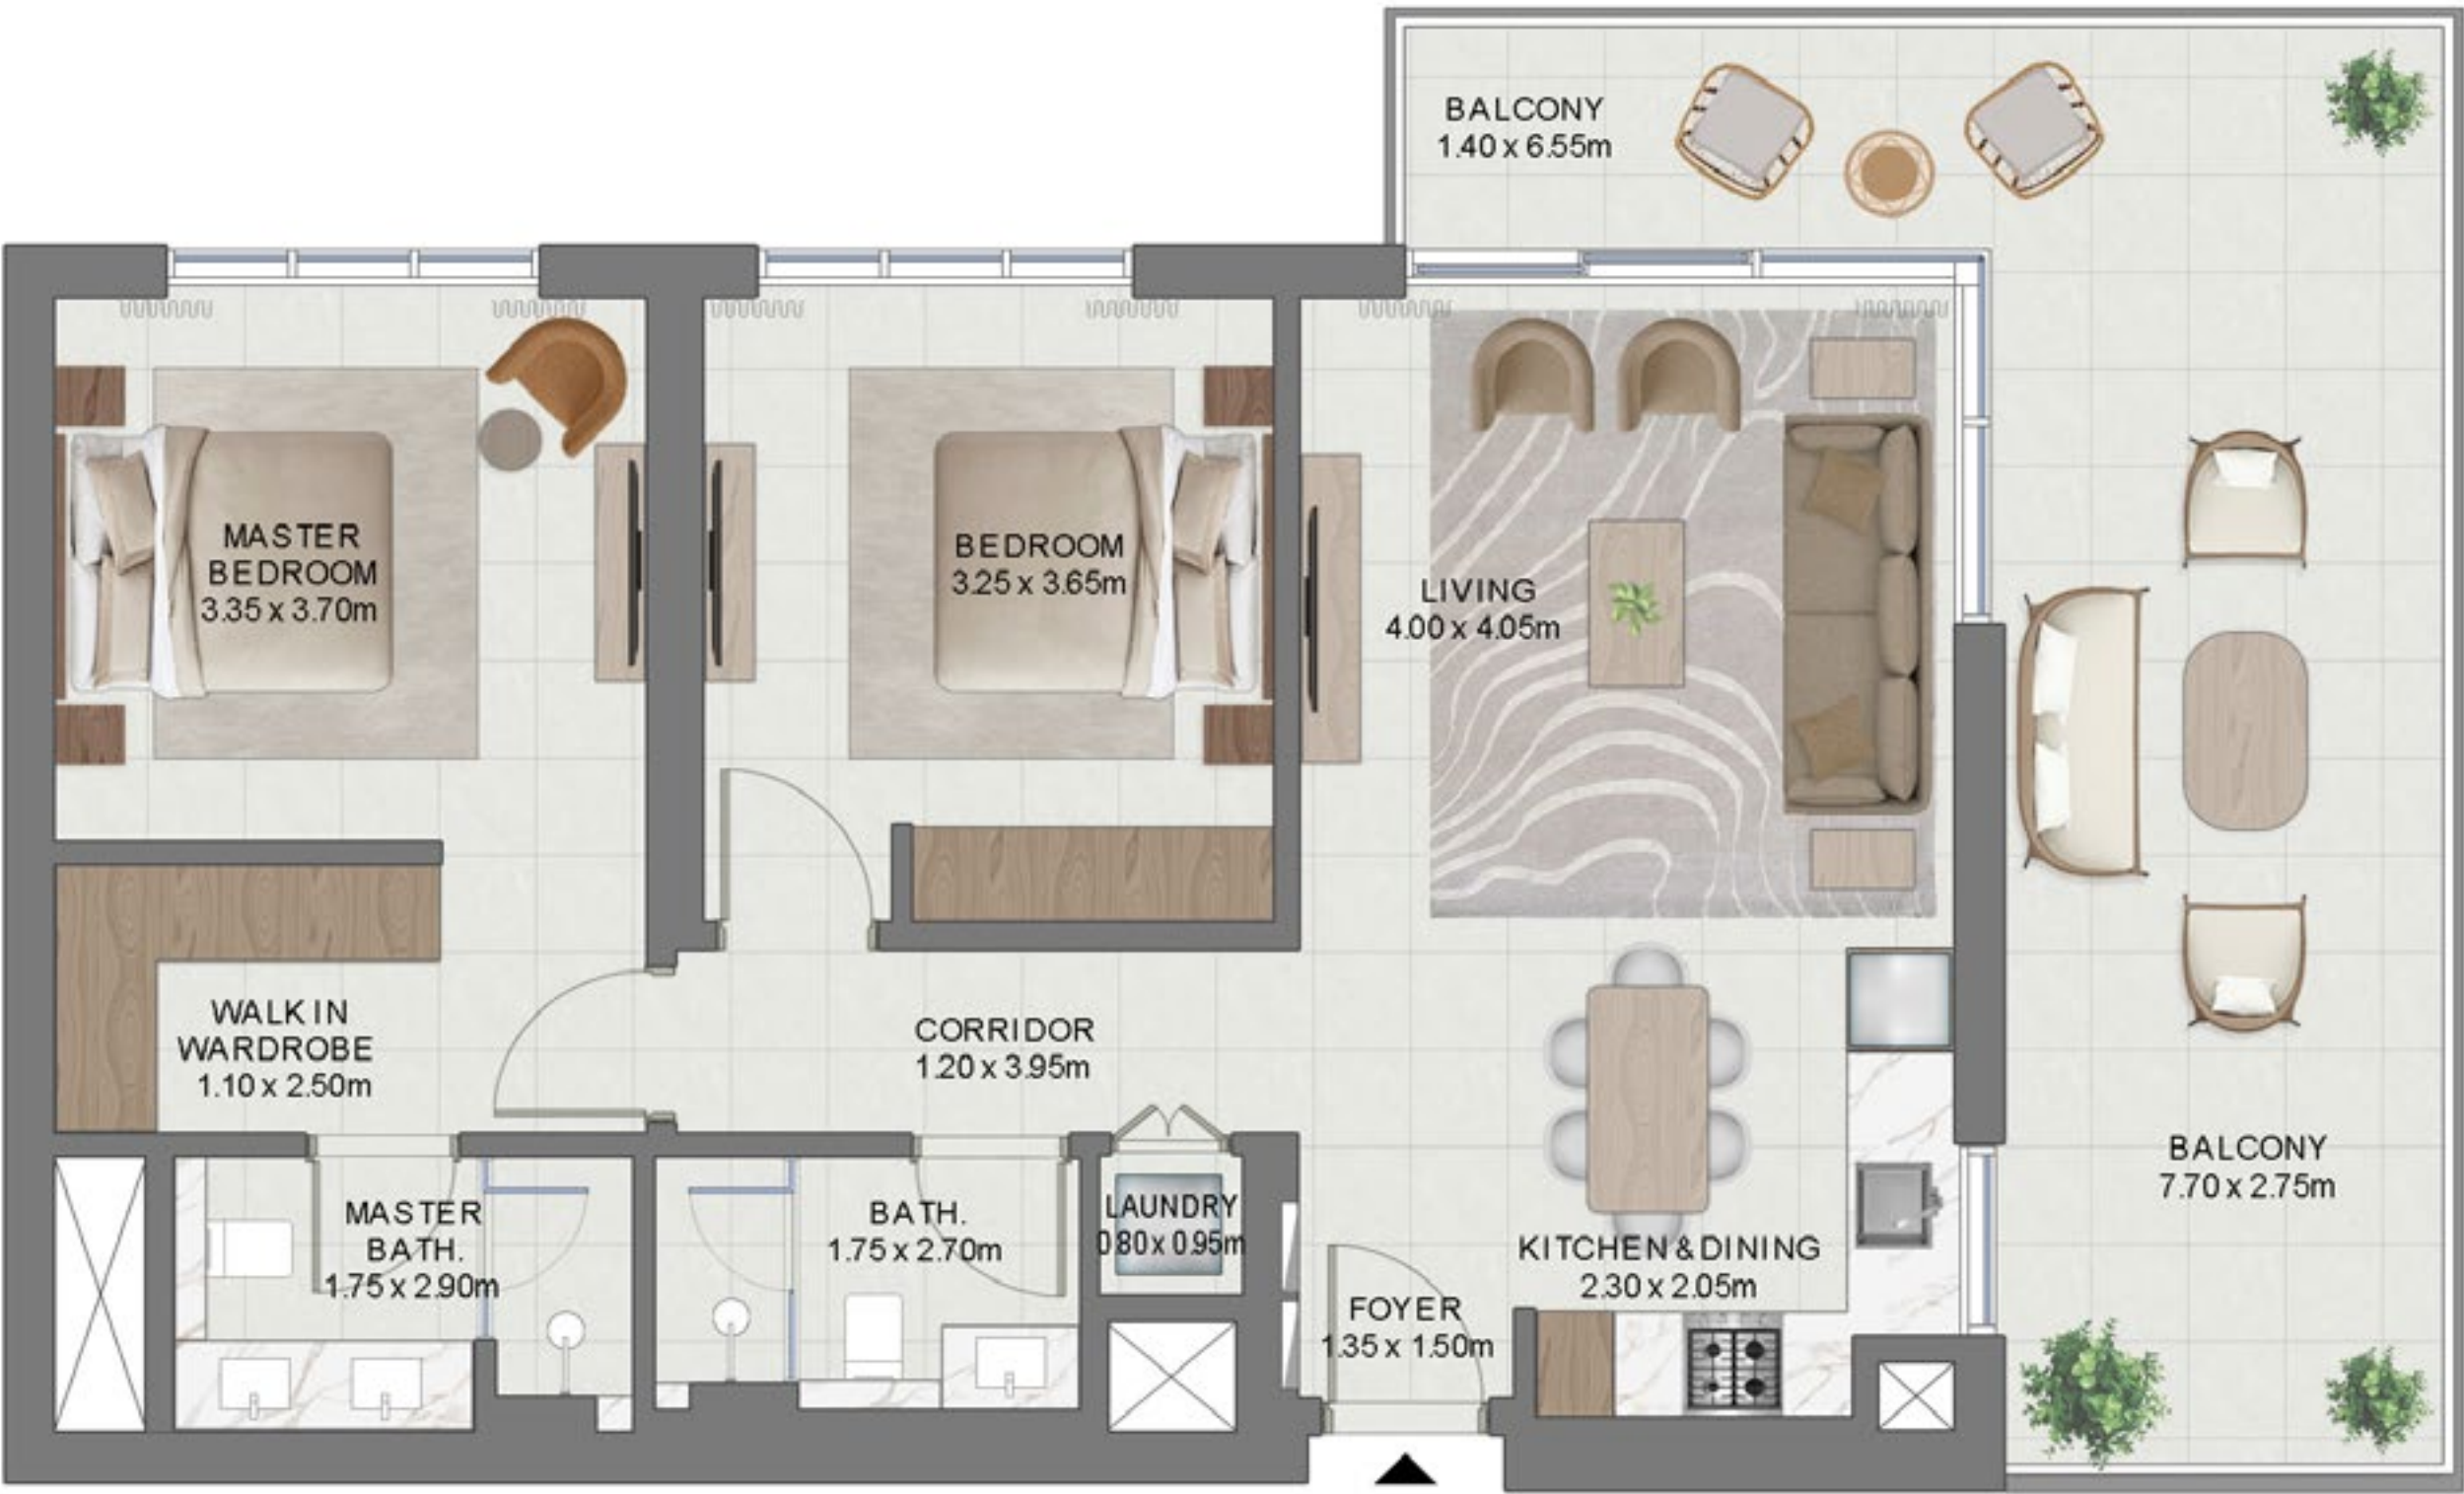 BALCONY
1.40 x 6.55m
MASTER
BEDROOM
3.35 x 3.70m
BEDROOM
3.25 x 3.65m
LIVING
4.00 x 4.05m
WALK IN
WARDROBE
1.10 x 2.50m
CORRIDOR
1.20 x 3.95m
BALCONY
7.70 x 2.75m
MASTER
BATH.
1.75 x 2.90m
BATH.
1.75 x 2.70m
LAUNDRY
0.80 x 0.95m
KITCHEN & DINING
2.30 x 2.05m
FOYER
1.35 x 1.50m